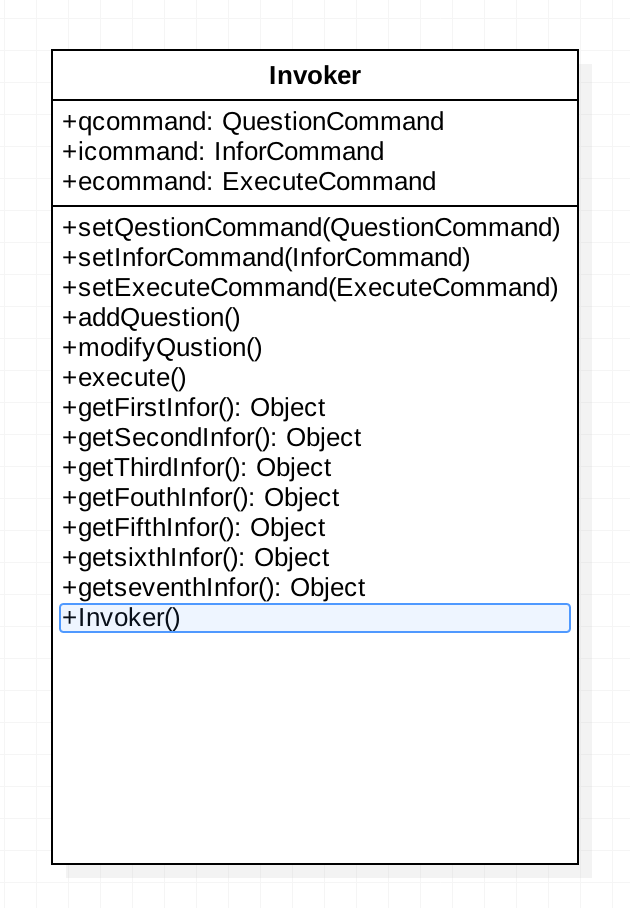 Invoker
+qcommand: QuestionCommand
+icommand: InforCommand
+ecommand: ExecuteCommand
+setQestionCommand(QuestionCommand)
+setInforCommand(InforCommand)
+setExecuteCommand(ExecuteCommand)
+addQuestion()
+modifyQustion()
+execute()
+getFirstInfor(): Object
+getSecondInfor(): Object
+getThirdInfor(): Object
+getFouthInfor(): Object
+getFifthInfor(): Object
+getsixthInfor(): Object
+getseventhInfor(): Object
+Invoker()